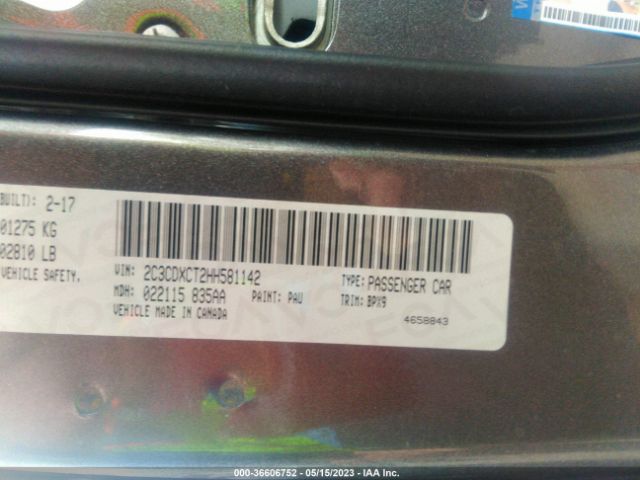 BUILT): 2-17
01275 KG
02810 LB
VEHICLE SAFETY.
VIN: 2C3CDXCT2HH581142
TYPE: PASSENGER CAR
MDH: 022115 835AA PAINT: PAU TRIM: BPX9
VEHICLE MADE IN CANADA
4658843
000-36606752 - 05/15/2023 - IAA Inc.